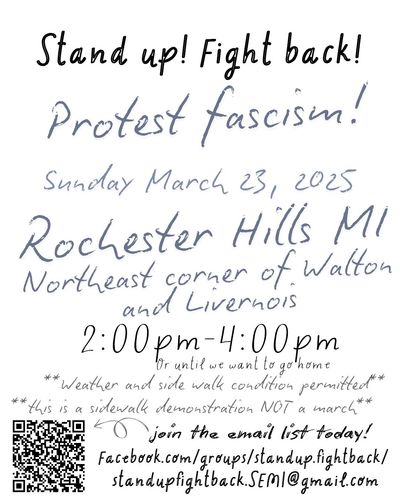 Stand up! Fight back!
Protest fascism!
Sunday March 23, 2025
Rochester Hills MI
Northeast corner of Walton
and Livernois
2:00pm-4:00pm
Or until we want to go home
**Weather and side walk condition permitted**
**this is a sidewalk demonstration NOT a march**
join the email list today!
Facebook.com/groups/standup.fightback/
standupfightback.SEMI@gmail.com